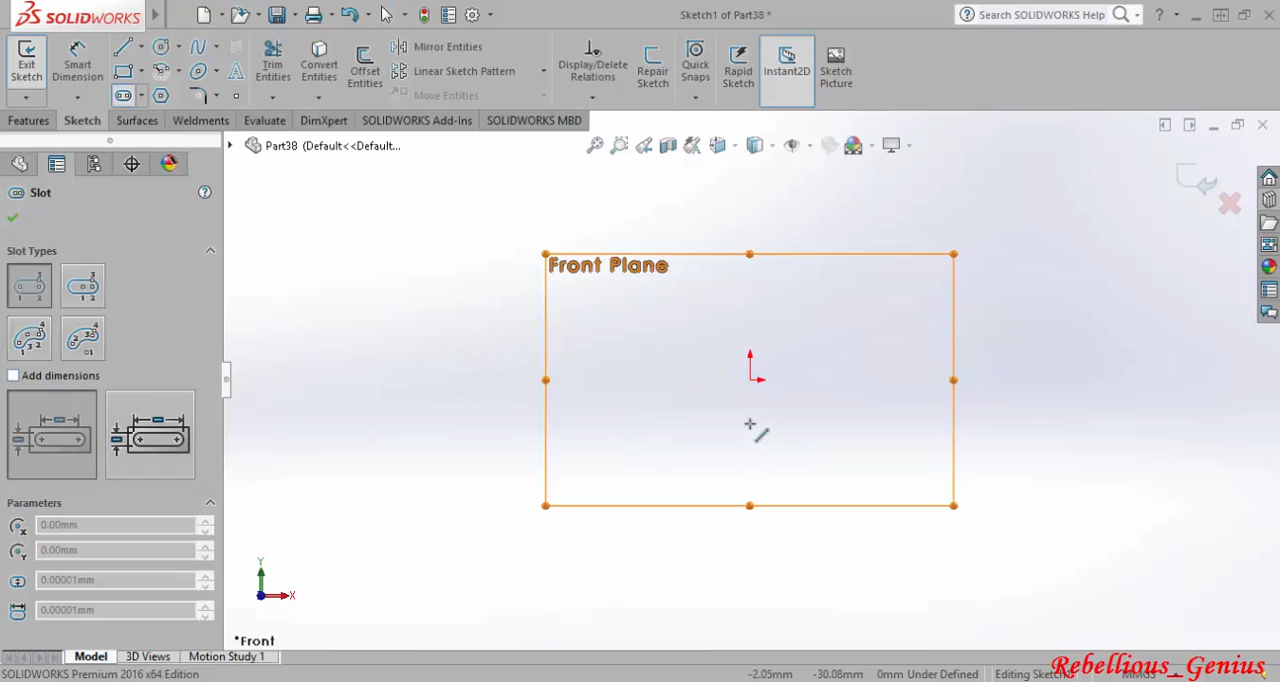 SOLIDWORKS
Sketch1 of Part38 *
Search SOLIDWORKS Help
?
Exit Sketch
Smart Dimension
Trim Entities
Convert Entities
Offset Entities
Mirror Entities
Linear Sketch Pattern
Move Entities
Display/Delete Relations
Repair Sketch
Quick Snaps
Rapid Sketch
Instant2D
Sketch Picture
Features Sketch Surfaces Weldments Evaluate DimXpert SOLIDWORKS Add-Ins SOLIDWORKS MBD
Part38 (Default<<Default...
Slot
?
Slot Types
Add dimensions
Parameters
0.00mm
0.00mm
0.00001mm
0.00001mm
Front Plane
Y
X
*Front
Model 3D Views Motion Study 1
SOLIDWORKS Premium 2016 x64 Edition
-2.05mm -30.08mm 0mm Under Defined
Rebellious_Genius